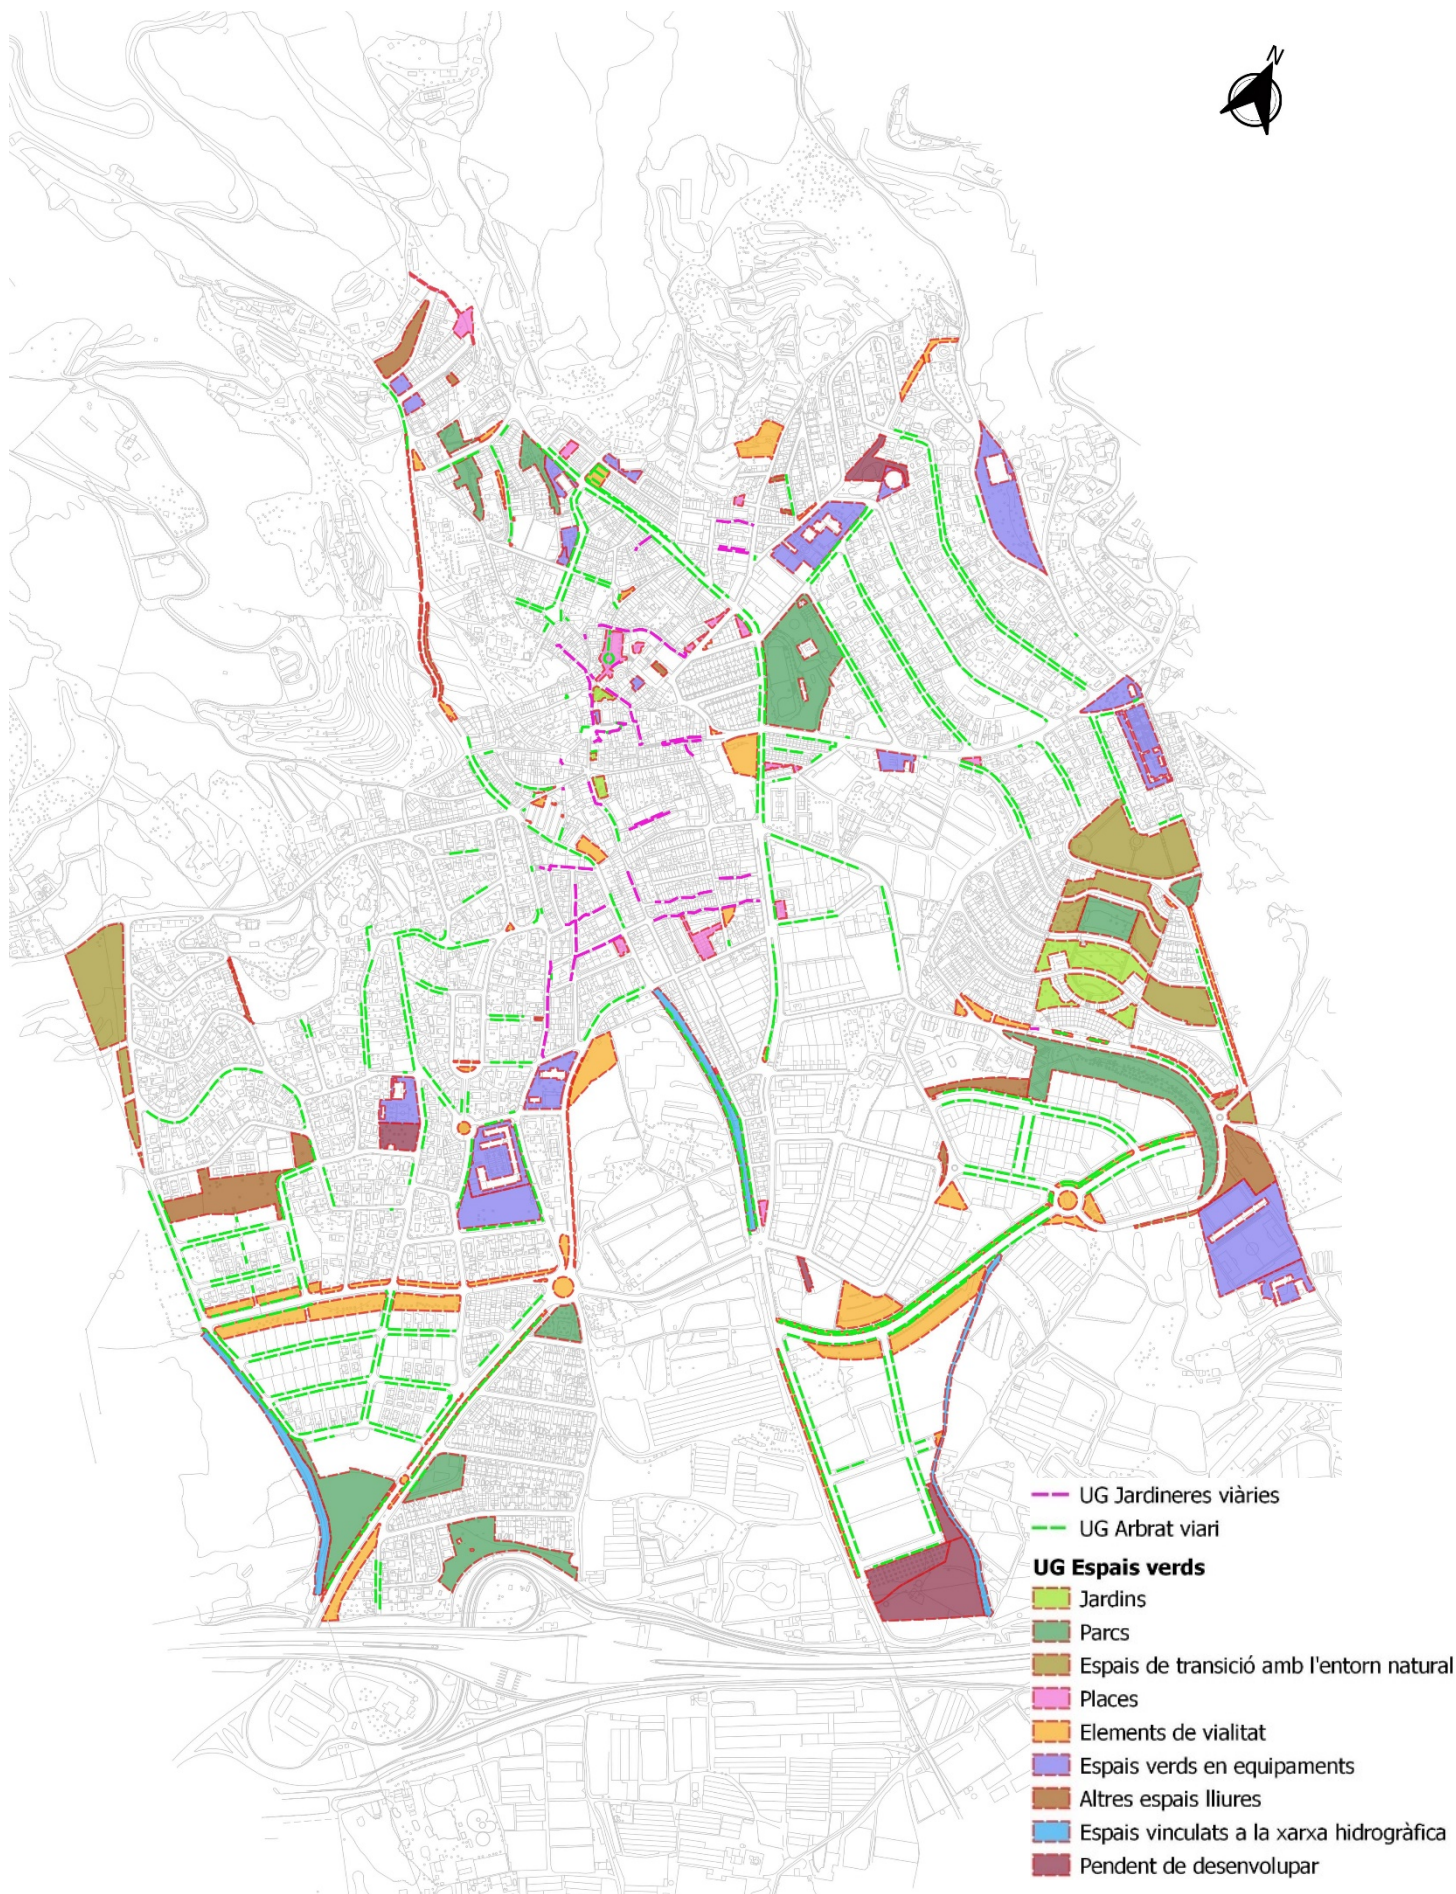 N
UG Jardineres viàries
UG Arbrat viari
UG Espais verds
Jardins
Parcs
Espais de transició amb l'entorn natural
Places
Elements de vialitat
Espais verds en equipaments
Altres espais lliures
Espais vinculats a la xarxa hidrogràfica
Pendent de desenvolupar